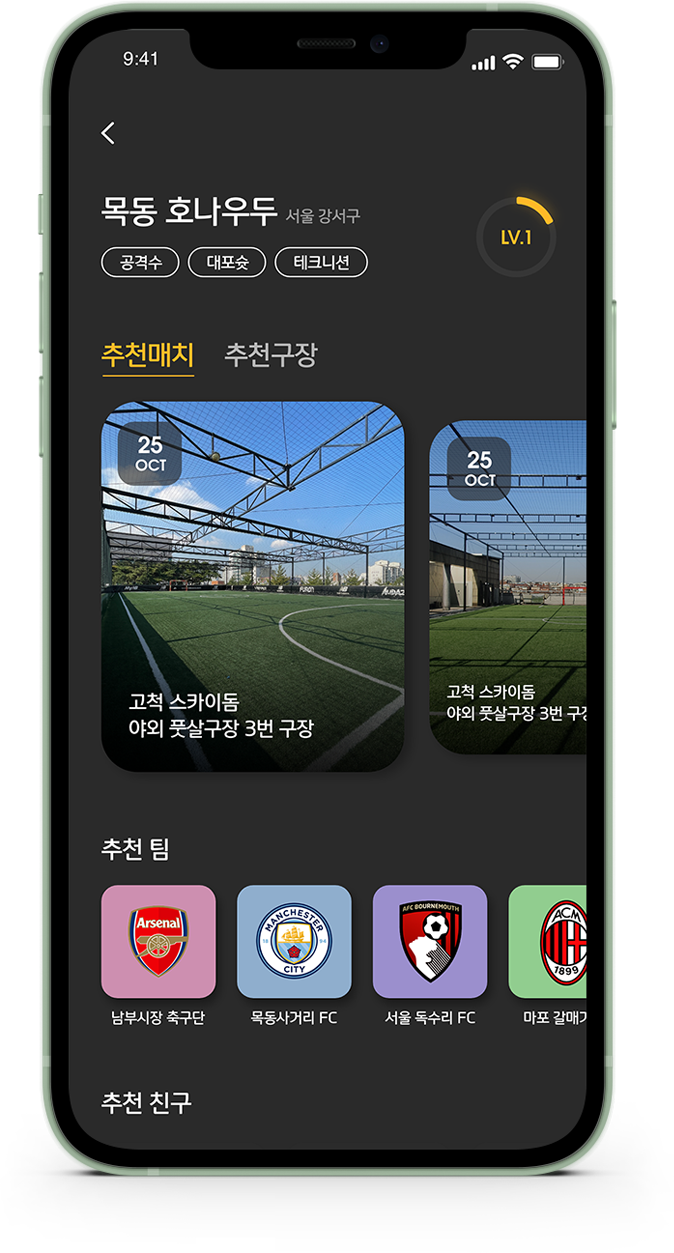 9:41
목동 호나우두 서울 강서구
LV.1
공격수 대포슛 테크니션
추천매치 추천구장
25
OCT
고척 스카이돔
야외 풋살구장 3번 구장
25
OCT
고척 스카이돔
야외 풋살구장 3번
추천 팀
Arsenal
MANCHESTER
CITY
AFC BOURNEMOUTH
ACM
1899
남부시장 축구단
목동사거리 FC
서울 독수리 FC
마포 갈매기
추천 친구